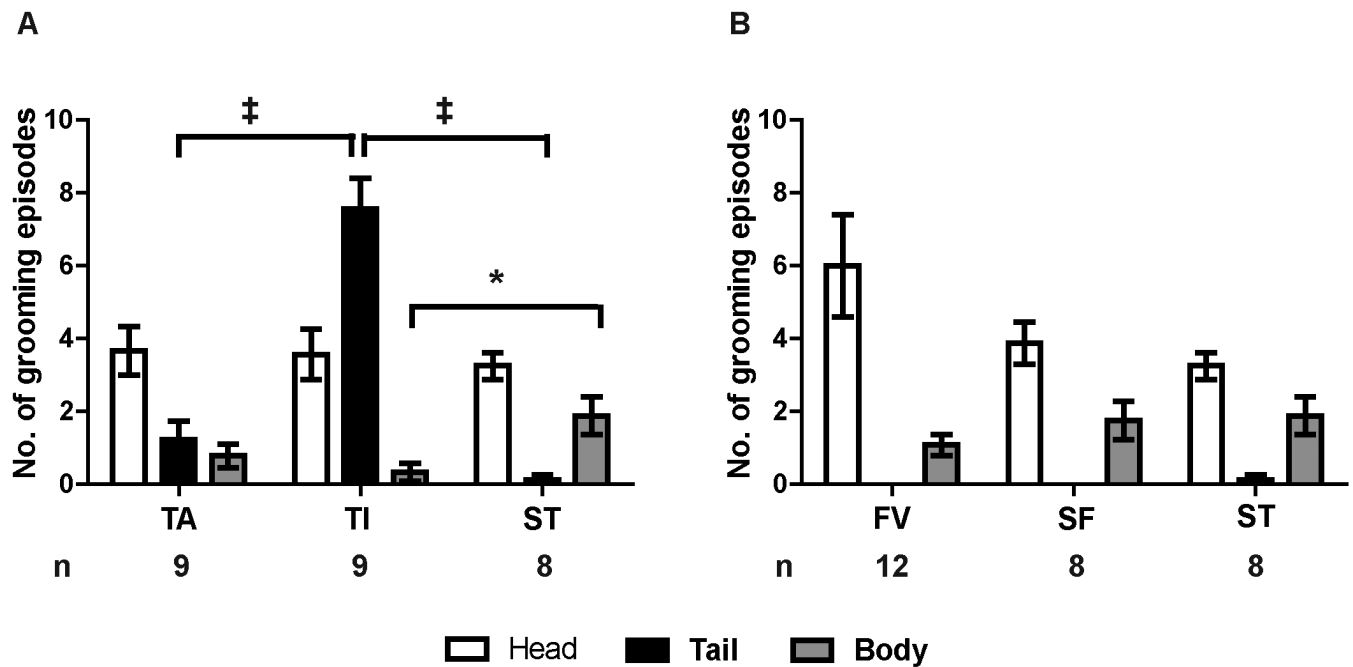 A
No. of grooming episodes
10
8
6
4
2
0
‡
‡
*
TA TI ST
n 9 9 8
B
No. of grooming episodes
10
8
6
4
2
0
FV SF ST
n 12 8 8
Head Tail Body